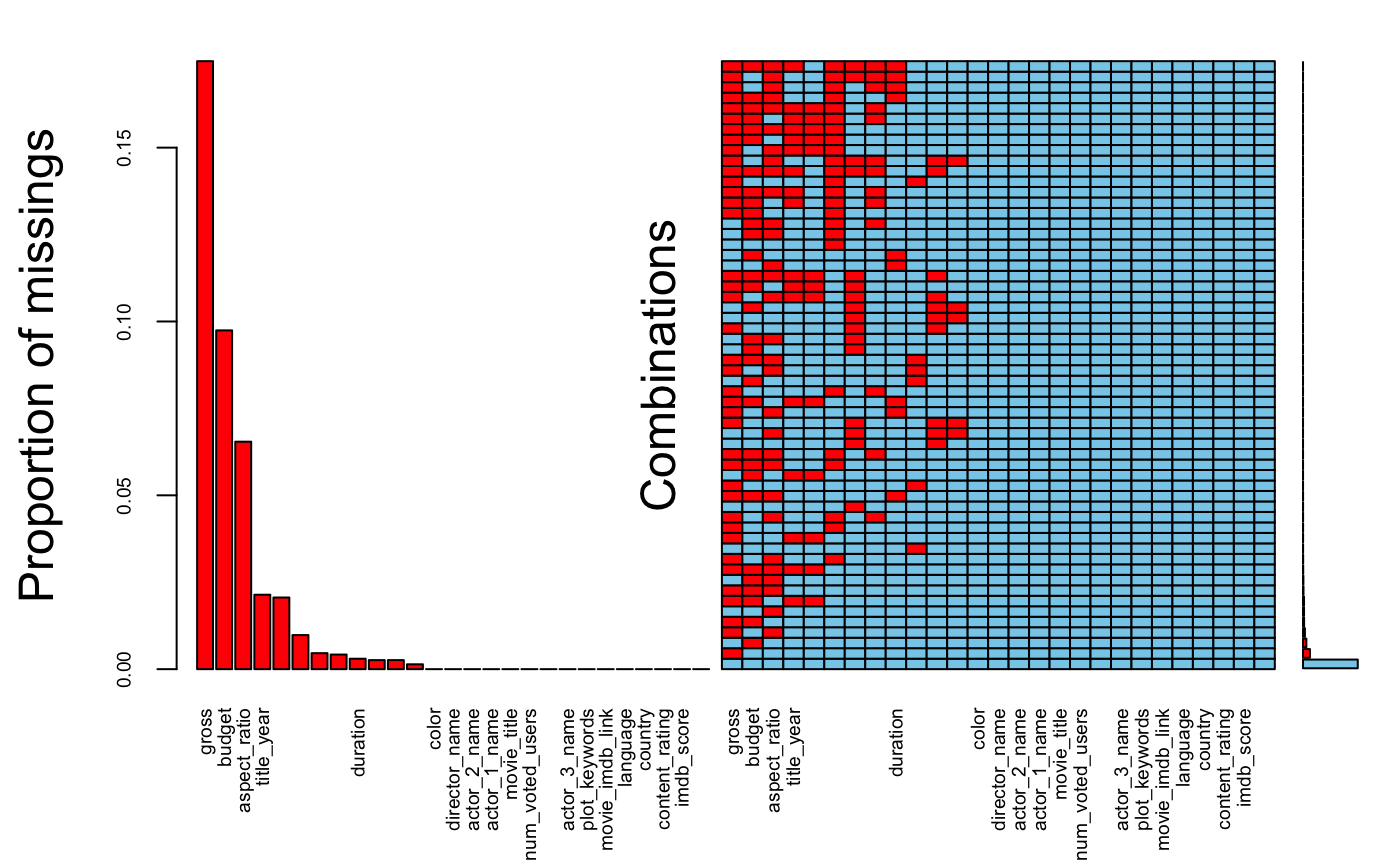 Proportion of missings
0.00
0.05
0.10
0.15
gross
budget
aspect_ratio
title_year
duration
color
director_name
actor_2_name
actor_1_name
movie_title
num_voted_users
actor_3_name
plot_keywords
movie_imdb_link
language
country
content_rating
imdb_score
Combinations
gross
budget
aspect_ratio
title_year
duration
color
director_name
actor_2_name
actor_1_name
movie_title
num_voted_users
actor_3_name
plot_keywords
movie_imdb_link
language
country
content_rating
imdb_score